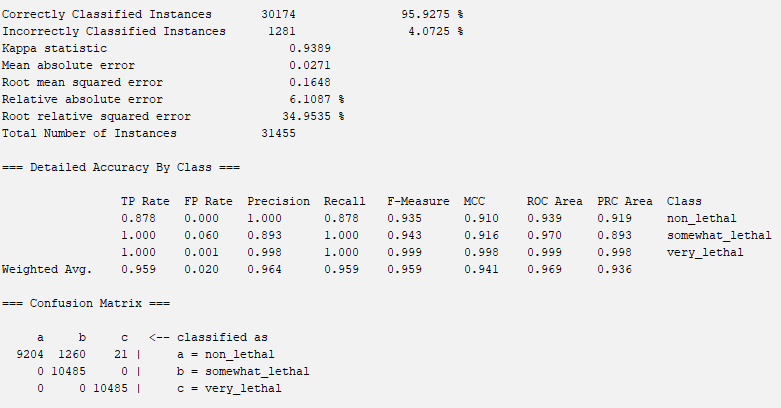 Correctly Classified Instances       30174               95.9275 %
Incorrectly Classified Instances      1281                4.0725 %
Kappa statistic                          0.9389
Mean absolute error                      0.0271
Root mean squared error                  0.1648
Relative absolute error                  6.1087 %
Root relative squared error             34.9535 %
Total Number of Instances            31455
=== Detailed Accuracy By Class ===
                 TP Rate  FP Rate  Precision  Recall   F-Measure  MCC      ROC Area  PRC Area  Class
                 0.878    0.000    1.000      0.878    0.935      0.910    0.939     0.919     non_lethal
                 1.000    0.060    0.893      1.000    0.943      0.916    0.970     0.893     somewhat_lethal
                 1.000    0.001    0.998      1.000    0.999      0.998    0.999     0.998     very_lethal
Weighted Avg.    0.959    0.020    0.964      0.959    0.959      0.941    0.969     0.936
=== Confusion Matrix ===
     a     b     c   <-- classified as
  9204  1260    21 |     a = non_lethal
     0 10485     0 |     b = somewhat_lethal
     0     0 10485 |     c = very_lethal